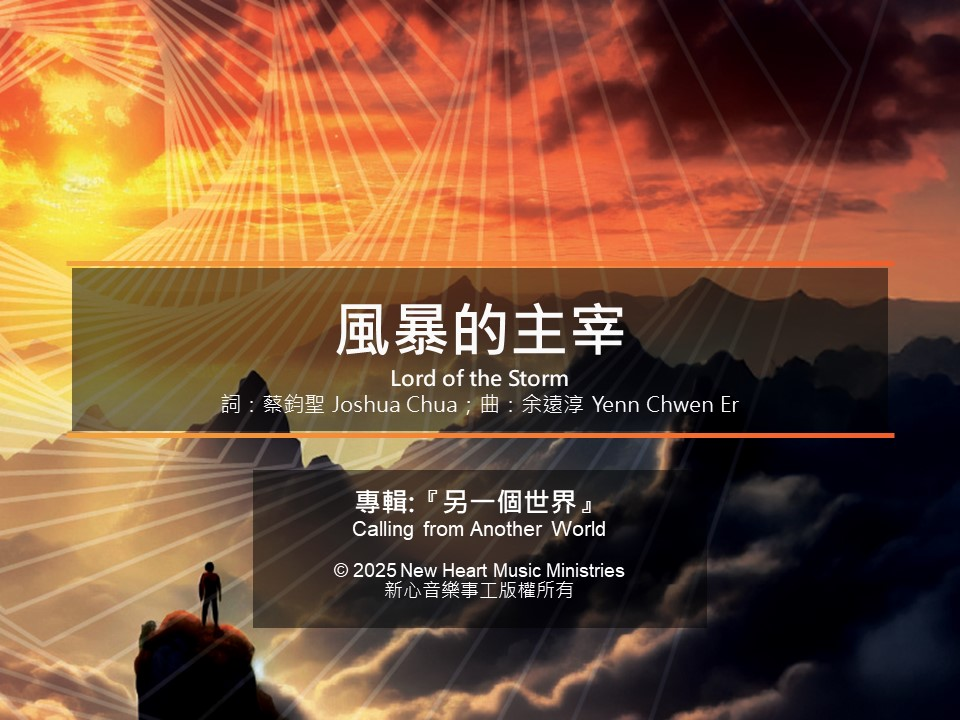 風暴的主宰
Lord of the Storm
詞：蔡鈞聖 Joshua Chua；曲：余遠淳 Yenn Chwen Er
專輯:『另一個世界』
Calling from Another World
© 2025 New Heart Music Ministries
新心音樂事工版權所有